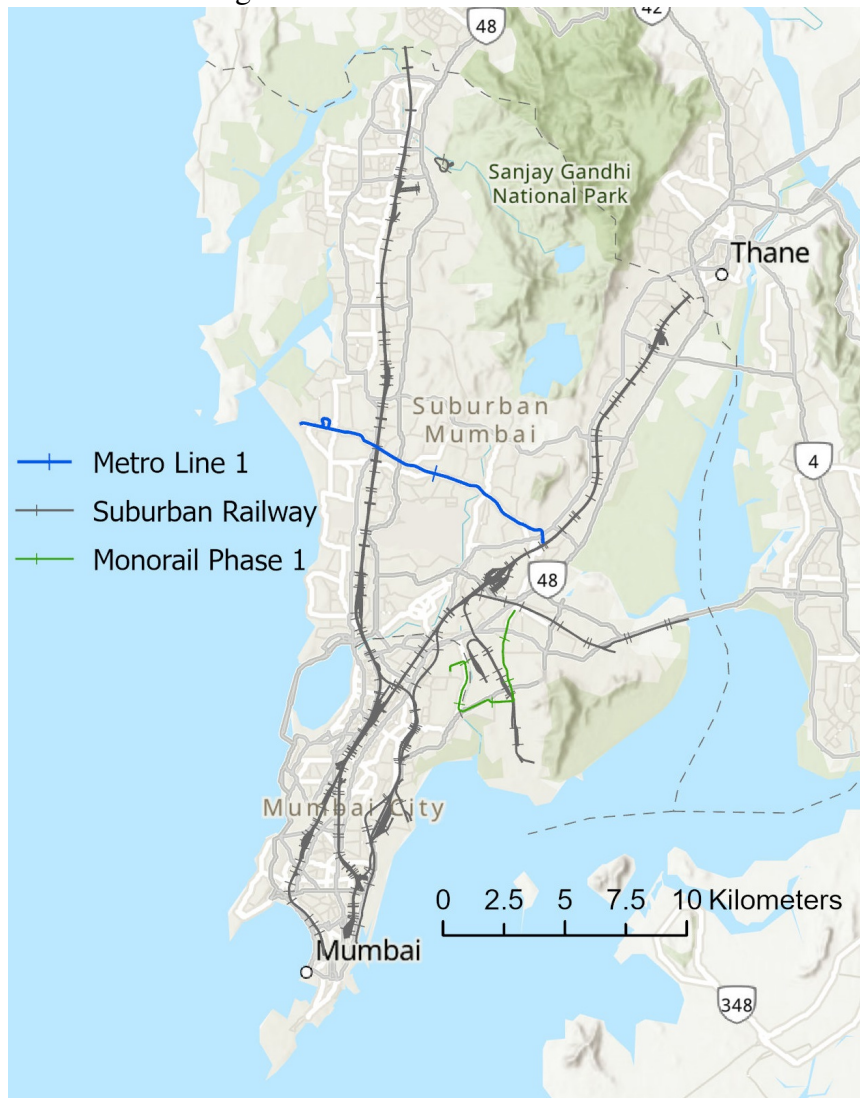 48
42
Sanjay Gandhi
National Park
Thane
Suburban
Mumbai
Metro Line 1
4
Suburban Railway
Monorail Phase 1
48
Mumbai City
0 2.5 5 7.5 10 Kilometers
Mumbai
348